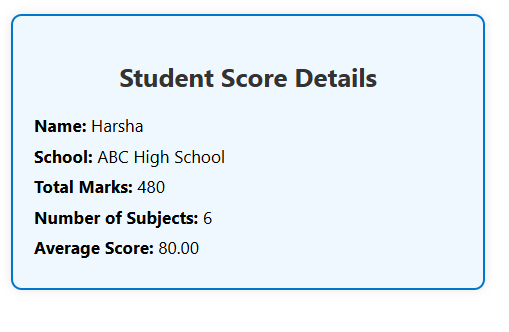 Student Score Details
Name: Harsha
School: ABC High School
Total Marks: 480
Number of Subjects: 6
Average Score: 80.00